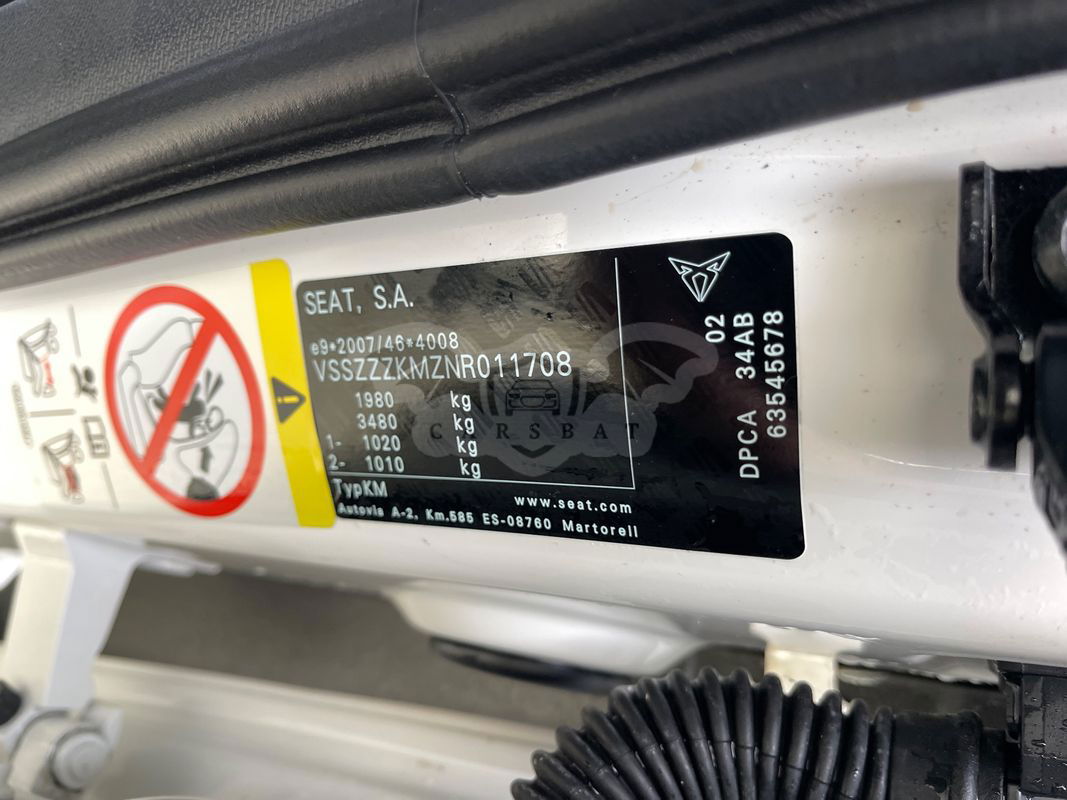 SEAT, S.A.
e9*2007/46*4008
VSSZZZKMZNR011708
1980 kg
3480 kg
1- 1020 kg
2- 1010 kg
TypKM
www.seat.com
Autovia A-2, Km.585 ES-08760 Martorell
02
DPCA 34AB
63545678
CARSBAT